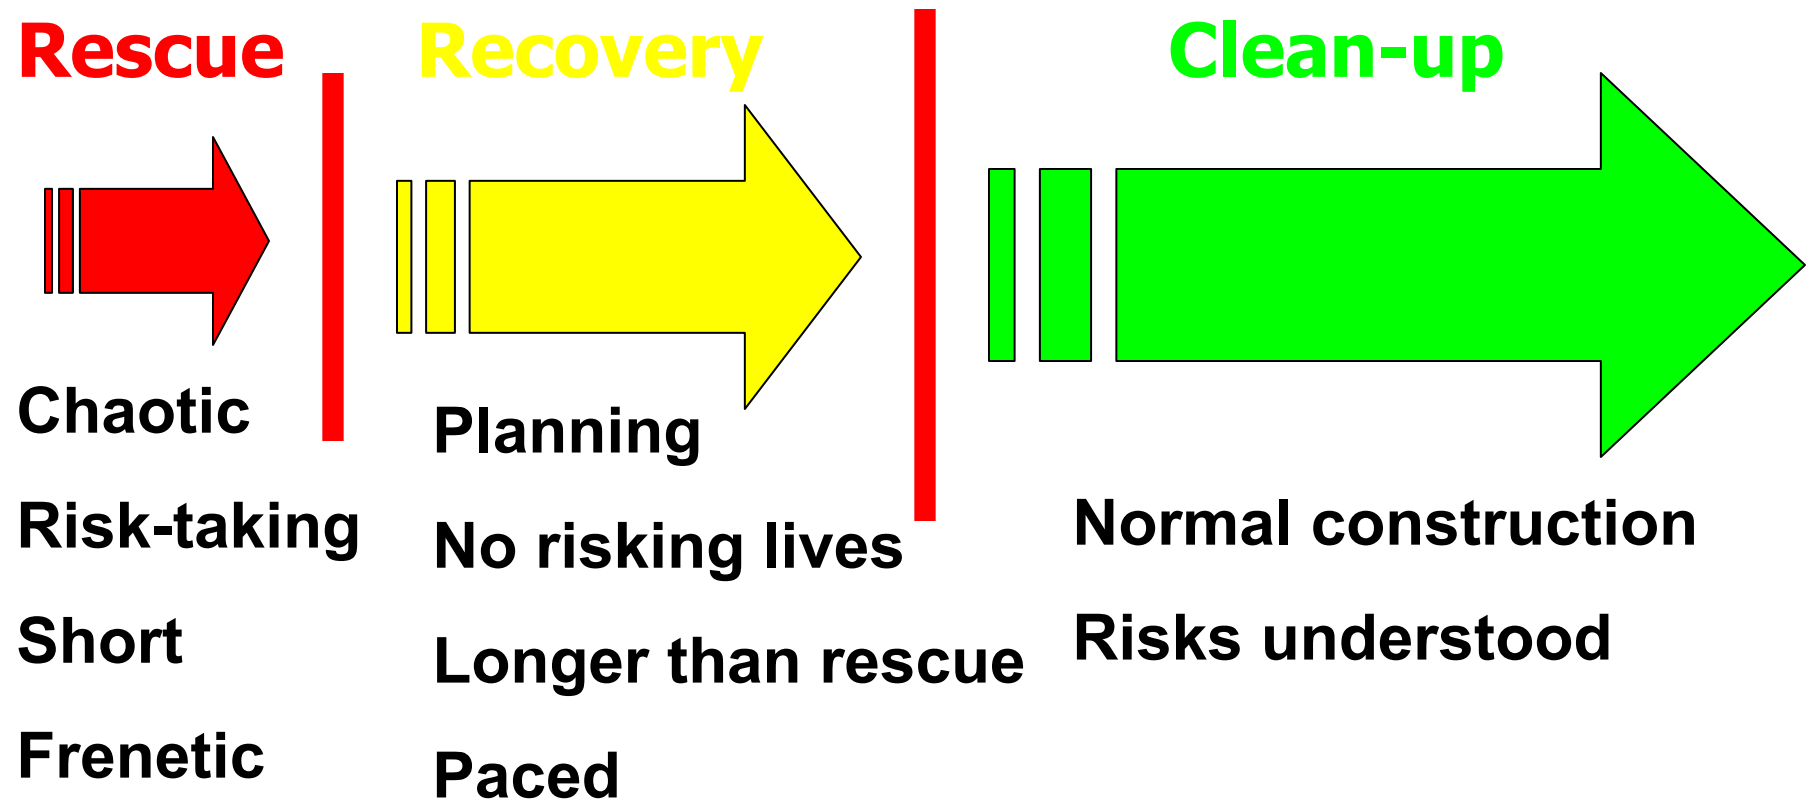 Rescue
Chaotic
Risk-taking
Short
Frenetic
Recovery
Planning
No risking lives
Longer than rescue
Paced
Clean-up
Normal construction
Risks understood